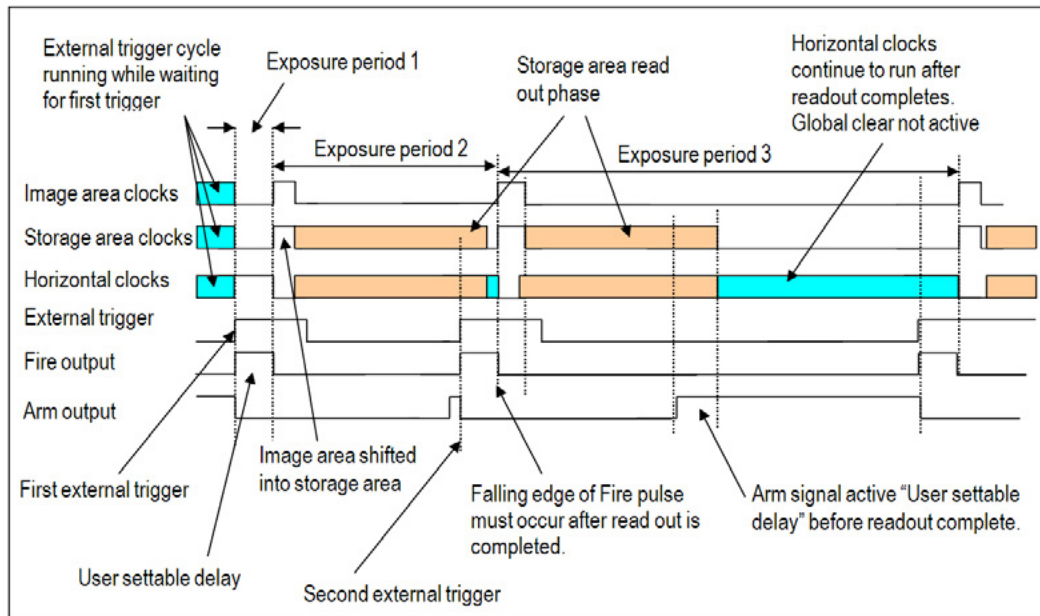 External trigger cycle
running while waiting
for first trigger
Exposure period 1
Storage area read
out phase
Horizontal clocks
continue to run after
readout completes.
Global clear not active
Exposure period 2
Exposure period 3
Image area clocks
Storage area clocks
Horizontal clocks
External trigger
Fire output
Arm output
First external trigger
Image area shifted
into storage area
Falling edge of Fire pulse
must occur after read out is
completed.
Arm signal active “User settable
delay” before readout complete.
User settable delay
Second external trigger